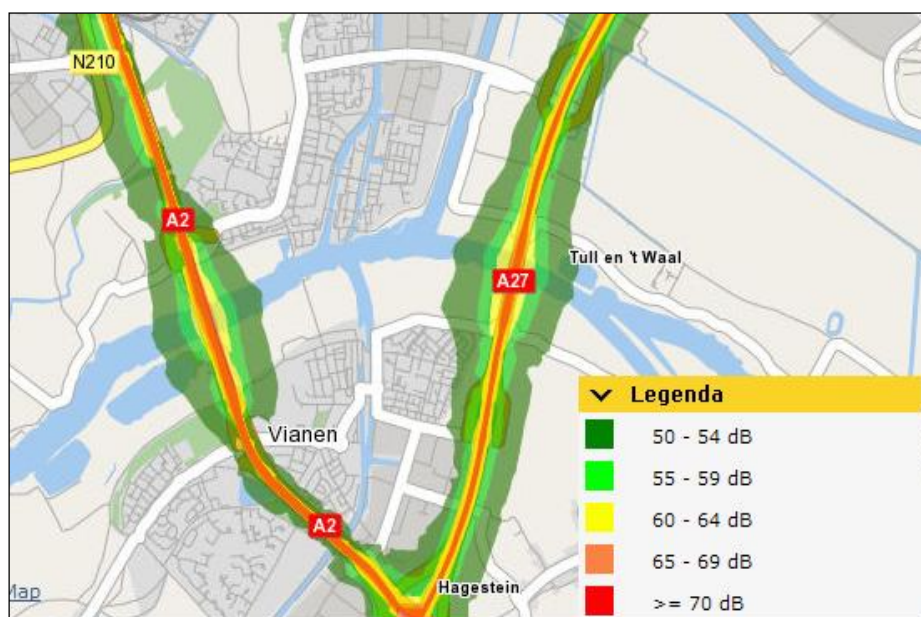 N210
A2
Tull en 't Waal
A27
Legenda
50 - 54 dB
55 - 59 dB
60 - 64 dB
65 - 69 dB
>= 70 dB
Vianen
A2
Hagestein
Map